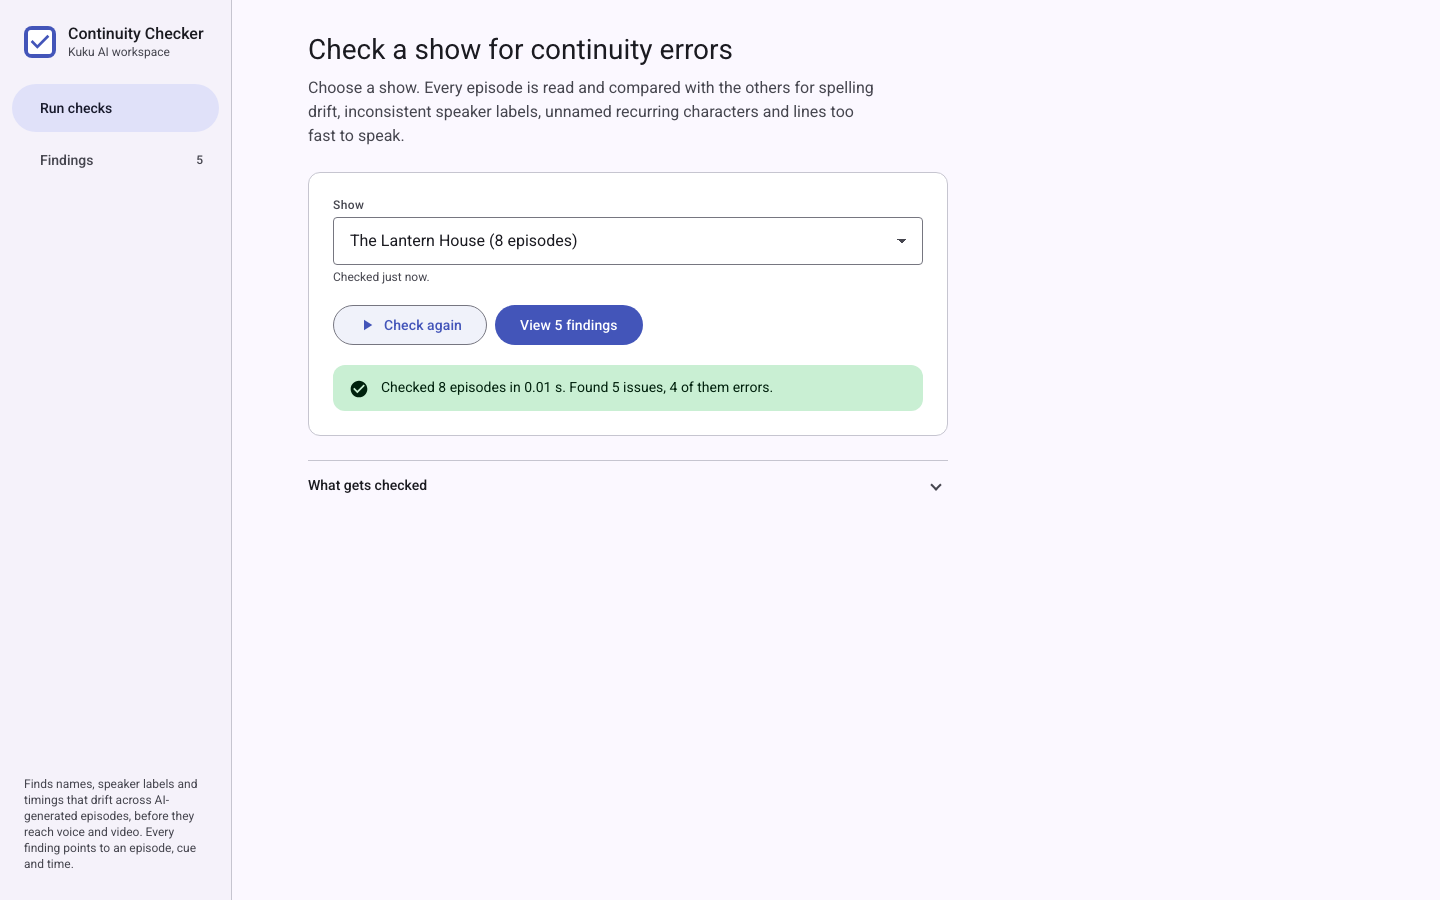 Continuity Checker
Kuku AI workspace
Run checks
Findings 5
Finds names, speaker labels and
timings that drift across AI-
generated episodes, before they
reach voice and video. Every
finding points to an episode, cue
and time.
Check a show for continuity errors
Choose a show. Every episode is read and compared with the others for spelling
drift, inconsistent speaker labels, unnamed recurring characters and lines too
fast to speak.
Show
The Lantern House (8 episodes)
Checked just now.
Check again
View 5 findings
Checked 8 episodes in 0.01 s. Found 5 issues, 4 of them errors.
What gets checked